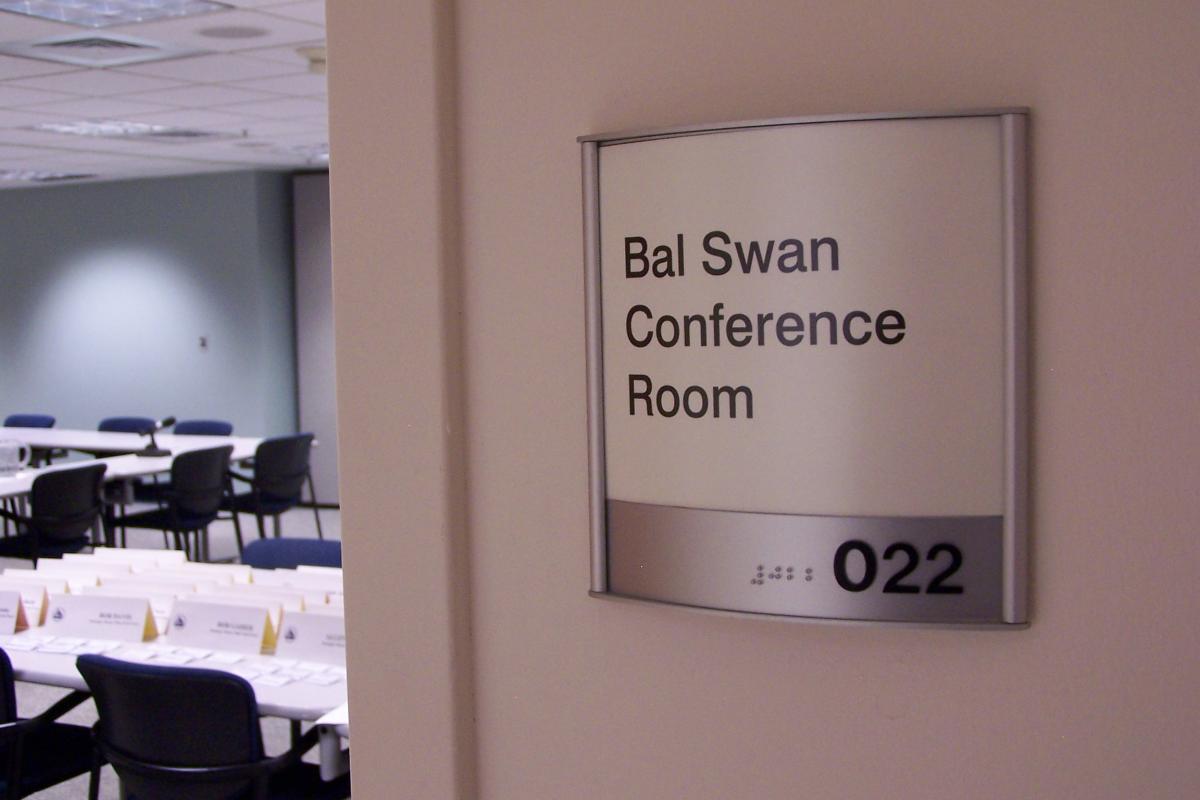 Bal Swan
Conference
Room
022